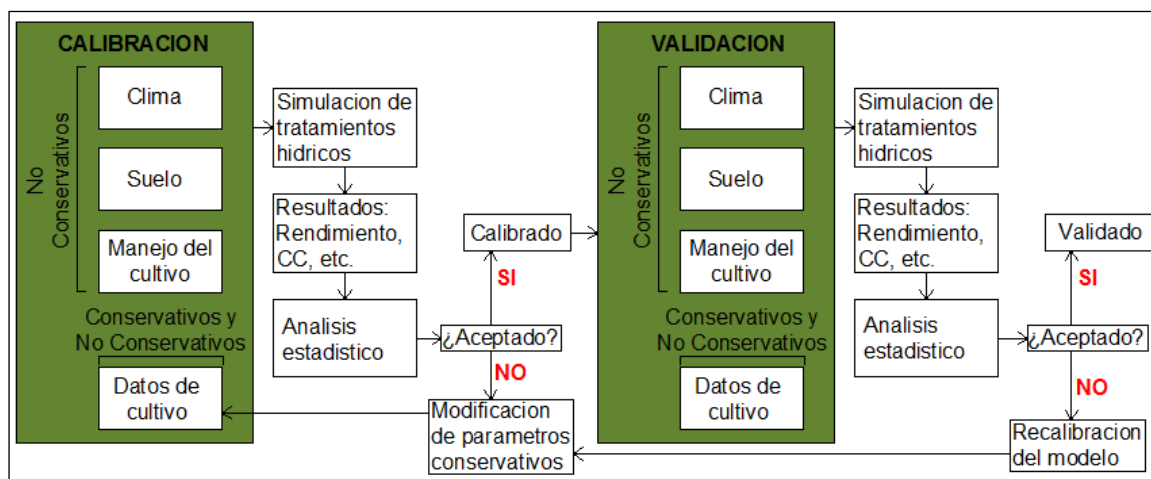 CALIBRACION
No
Conservativos
Clima
Suelo
Manejo del
cultivo
Conservativos y
No Conservativos
Datos de
cultivo
Simulacion de
tratamientos
hidricos
Resultados:
Rendimiento,
CC, etc.
Analisis
estadistico
¿Aceptado?
SI
Calibrado
NO
Modificacion
de parametros
conservativos
VALIDACION
No
Conservativos
Clima
Suelo
Manejo del
cultivo
Conservativos y
No Conservativos
Datos de
cultivo
Simulacion de
tratamientos
hidricos
Resultados:
Rendimiento,
CC, etc.
Analisis
estadistico
¿Aceptado?
SI
Validado
NO
Recalibracion
del modelo